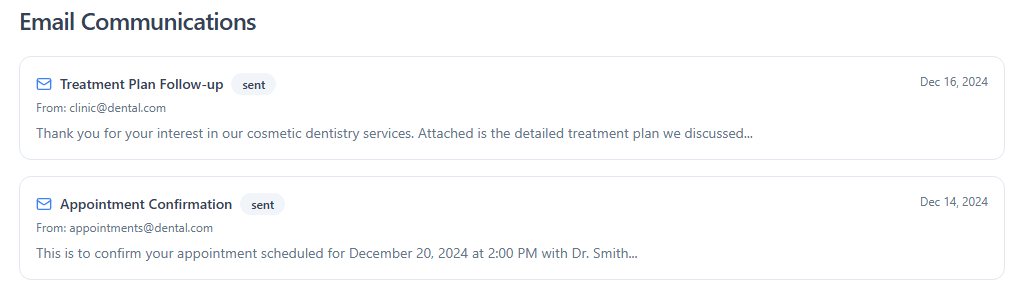 Email Communications
Treatment Plan Follow-up sent Dec 16, 2024
From: clinic@dental.com
Thank you for your interest in our cosmetic dentistry services. Attached is the detailed treatment plan we discussed...
Appointment Confirmation sent Dec 14, 2024
From: appointments@dental.com
This is to confirm your appointment scheduled for December 20, 2024 at 2:00 PM with Dr. Smith...